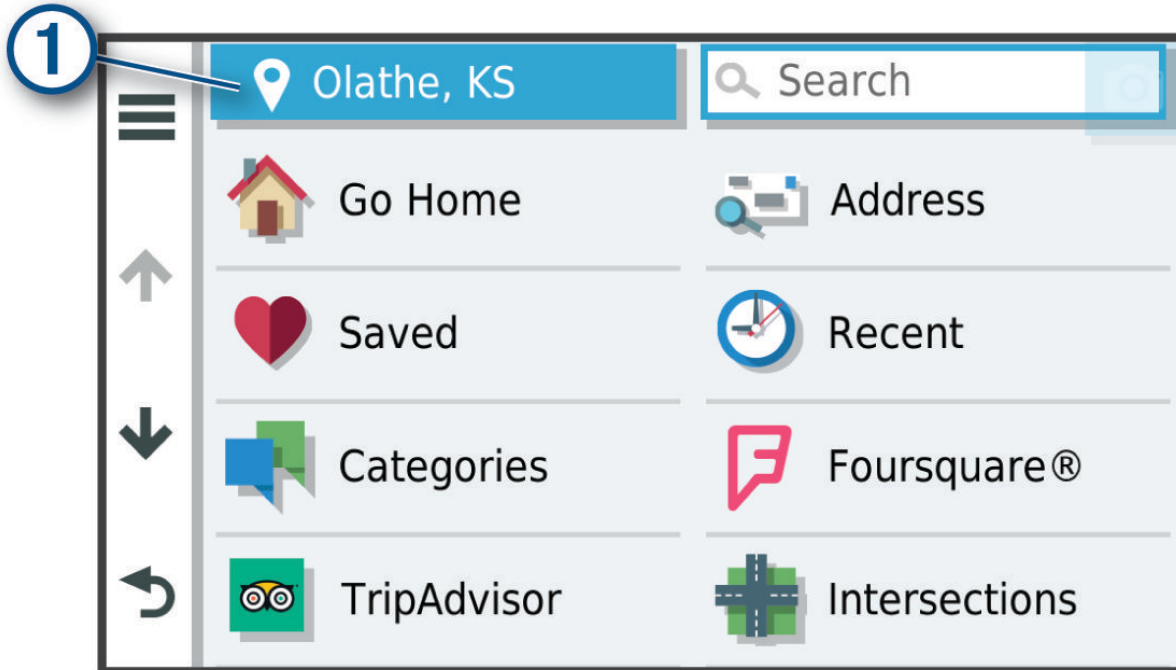 1
Olathe, KS
Search
Go Home
Address
Saved
Recent
Categories
Foursquare®
TripAdvisor
Intersections